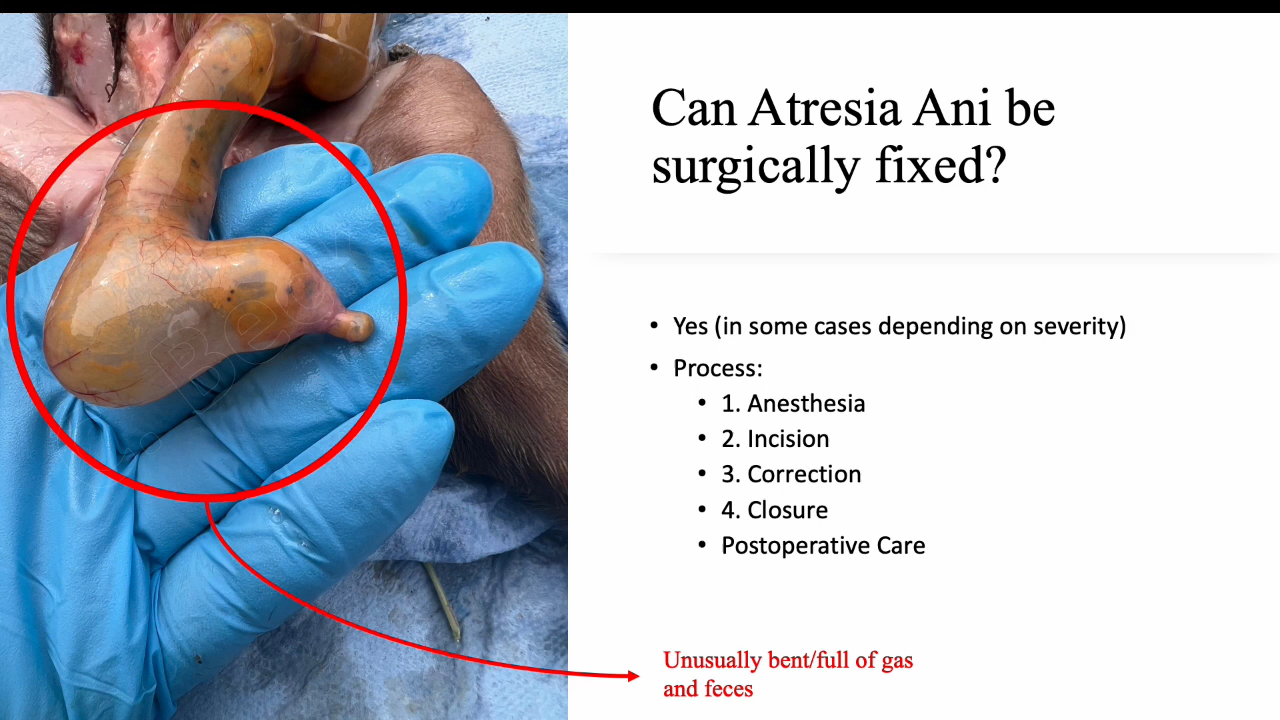 Can Atresia Ani be
surgically fixed?
• Yes (in some cases depending on severity)
• Process:
• 1. Anesthesia
• 2. Incision
• 3. Correction
• 4. Closure
• Postoperative Care
Unusually bent/full of gas
and feces